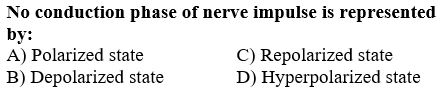 No conduction phase of nerve impulse is represented
by:
A) Polarized state C) Repolarized state
B) Depolarized state D) Hyperpolarized state